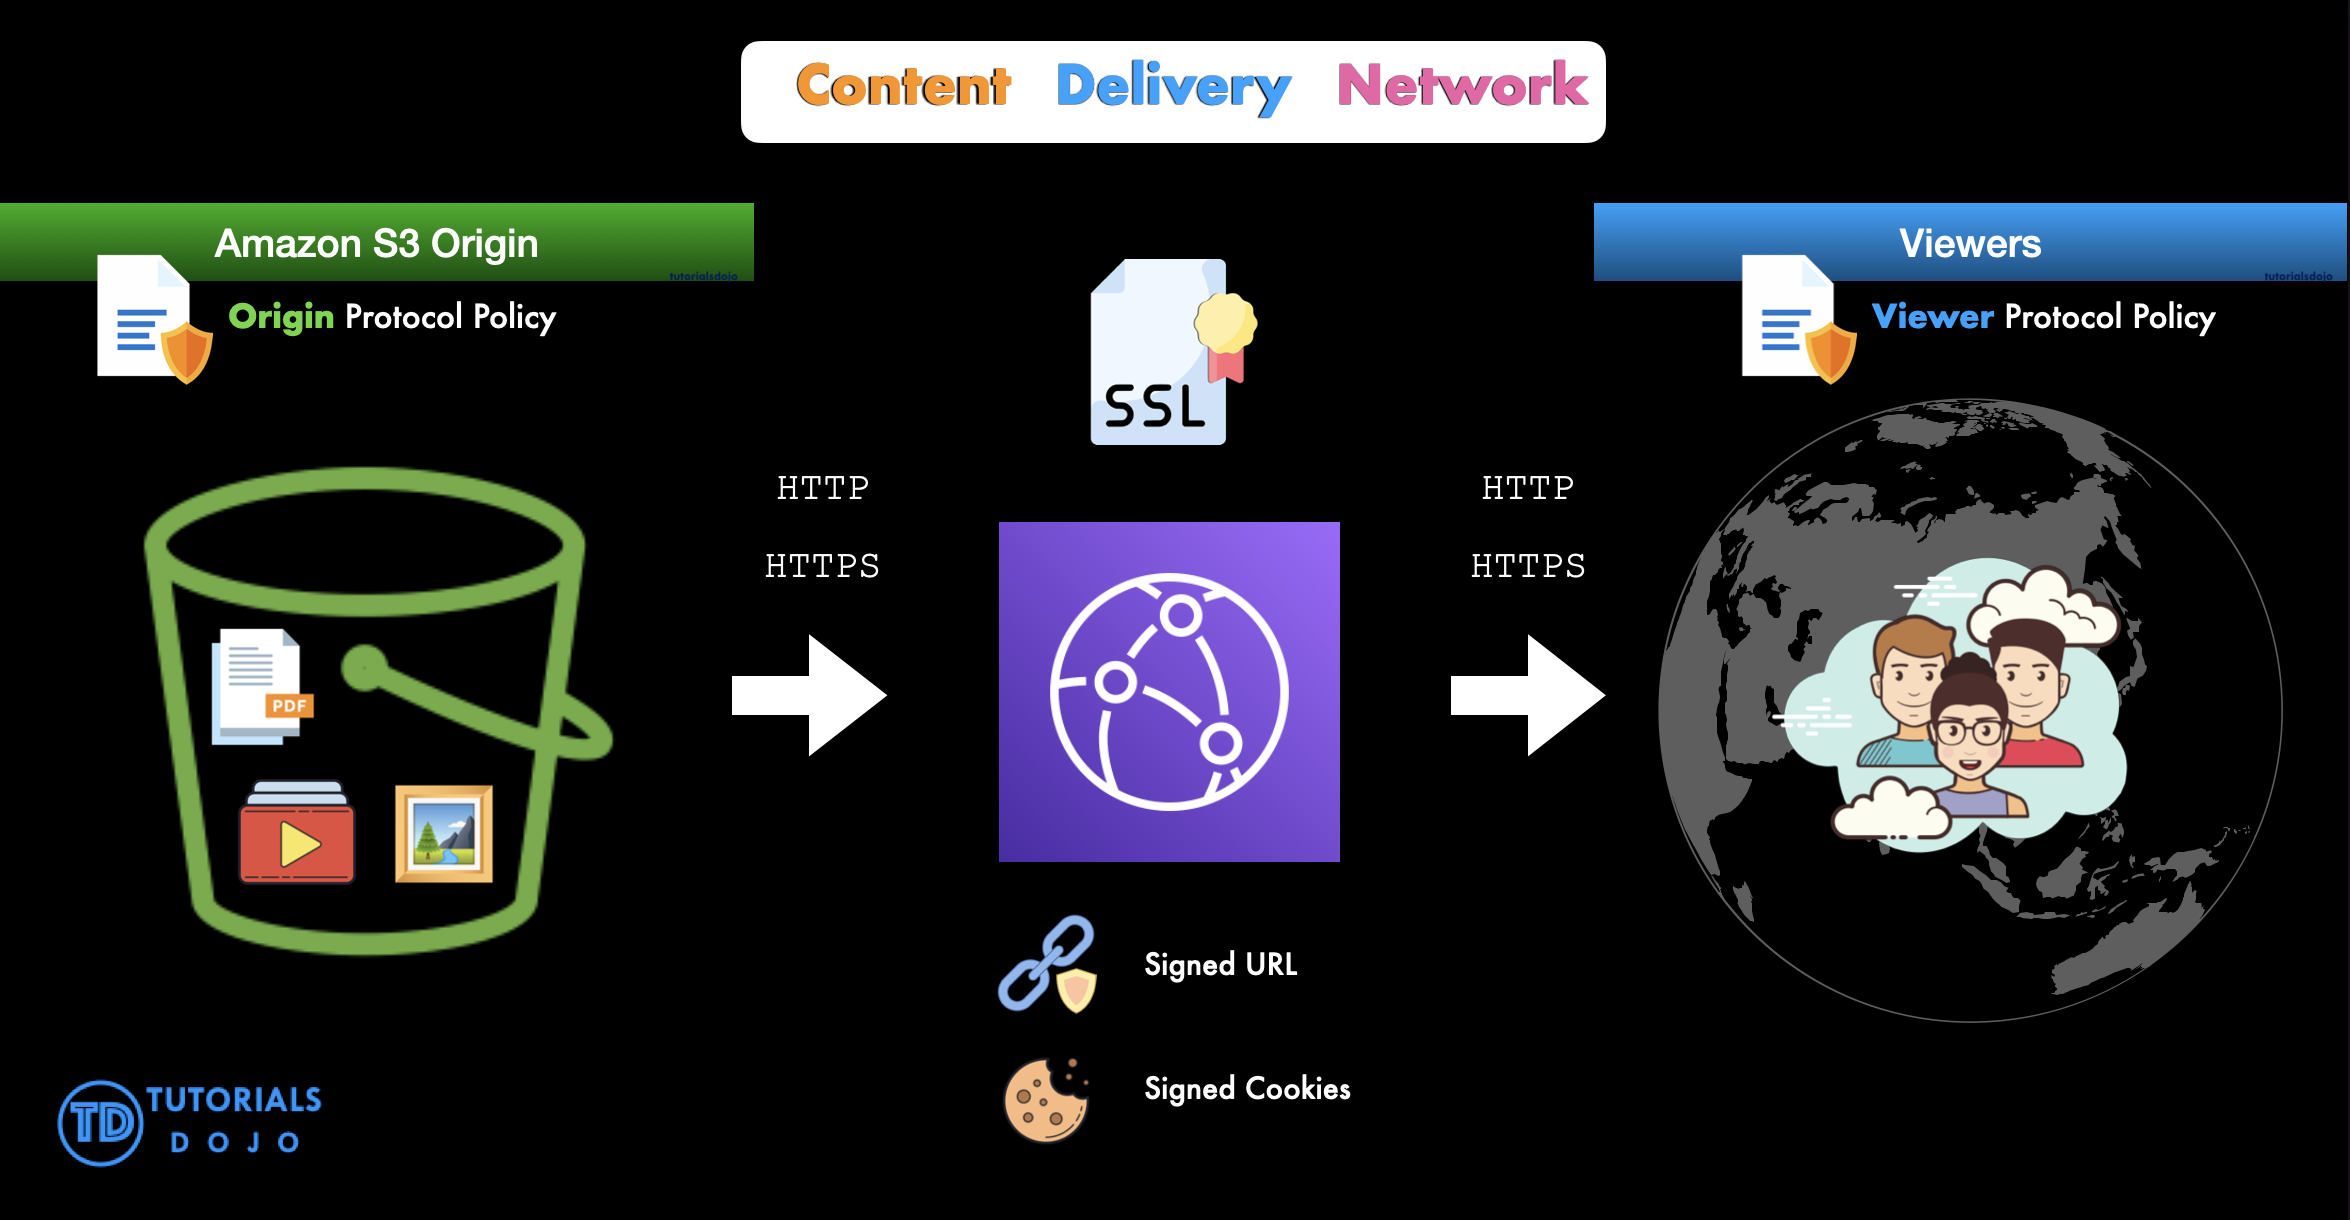 Content Delivery Network
Amazon S3 Origin
tutorialsdojo
Origin Protocol Policy
Viewers
tutorialsdojo
Viewer Protocol Policy
SSL
HTTP
HTTPS
HTTP
HTTPS
PDF
Signed URL
Signed Cookies
TD TUTORIALS
DOJO